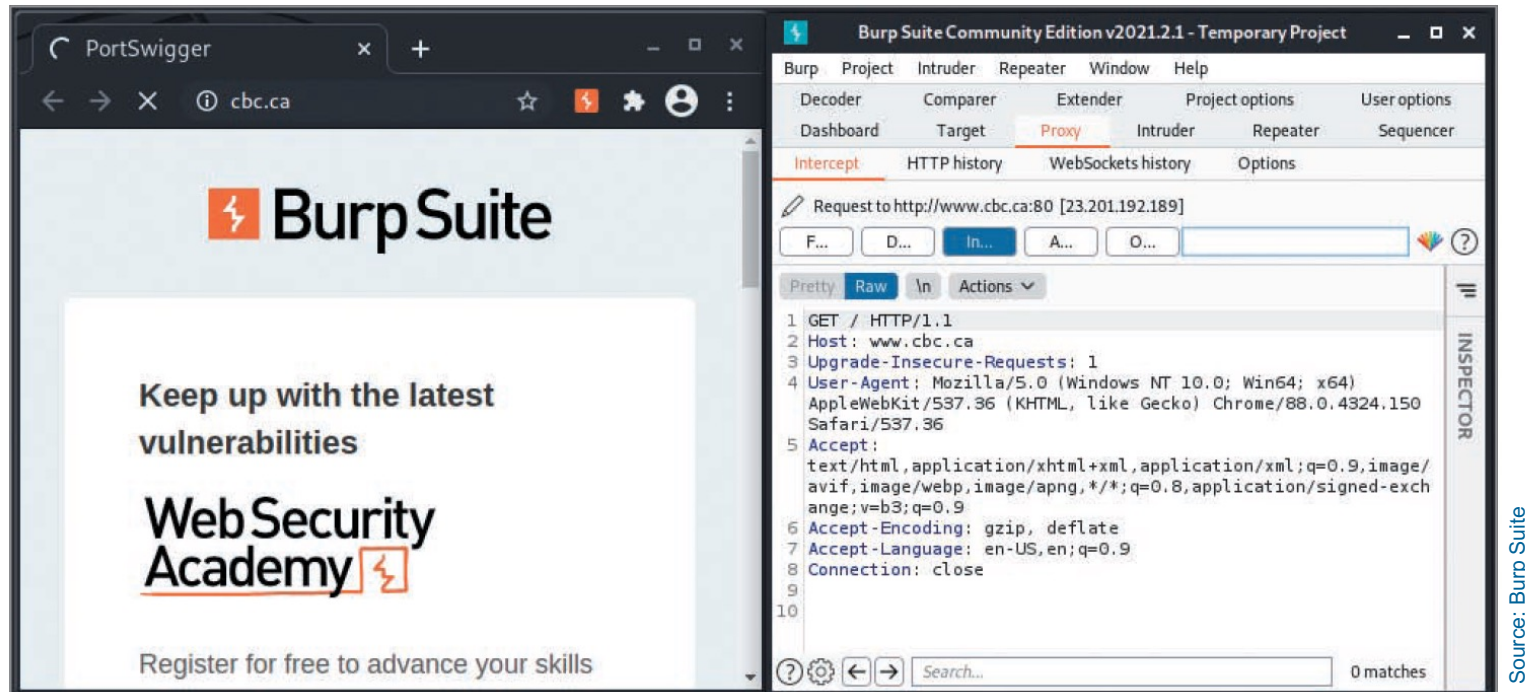 PortSwigger
cbc.ca
Burp Suite
Keep up with the latest
vulnerabilities
Web Security
Academy
Register for free to advance your skills
Burp Suite Community Edition v2021.2.1 - Temporary Project
Burp Project Intruder Repeater Window Help
Decoder Comparer Extender Project options User options
Dashboard Target Proxy Intruder Repeater Sequencer
Intercept HTTP history WebSockets history Options
Request to http://www.cbc.ca:80 [23.201.192.189]
F... D... In... A... O...
Pretty Raw \n Actions
1 GET / HTTP/1.1
2 Host: www.cbc.ca
3 Upgrade-Insecure-Requests: 1
4 User-Agent: Mozilla/5.0 (Windows NT 10.0; Win64; x64)
AppleWebKit/537.36 (KHTML, like Gecko) Chrome/88.0.4324.150
Safari/537.36
5 Accept:
text/html,application/xhtml+xml,application/xml;q=0.9,image/
avif,image/webp,image/apng,*/*;q=0.8,application/signed-exch
ange;v=b3;q=0.9
6 Accept-Encoding: gzip, deflate
7 Accept-Language: en-US,en;q=0.9
8 Connection: close
9
10
INSPECTOR
Search...
0 matches
Source: Burp Suite